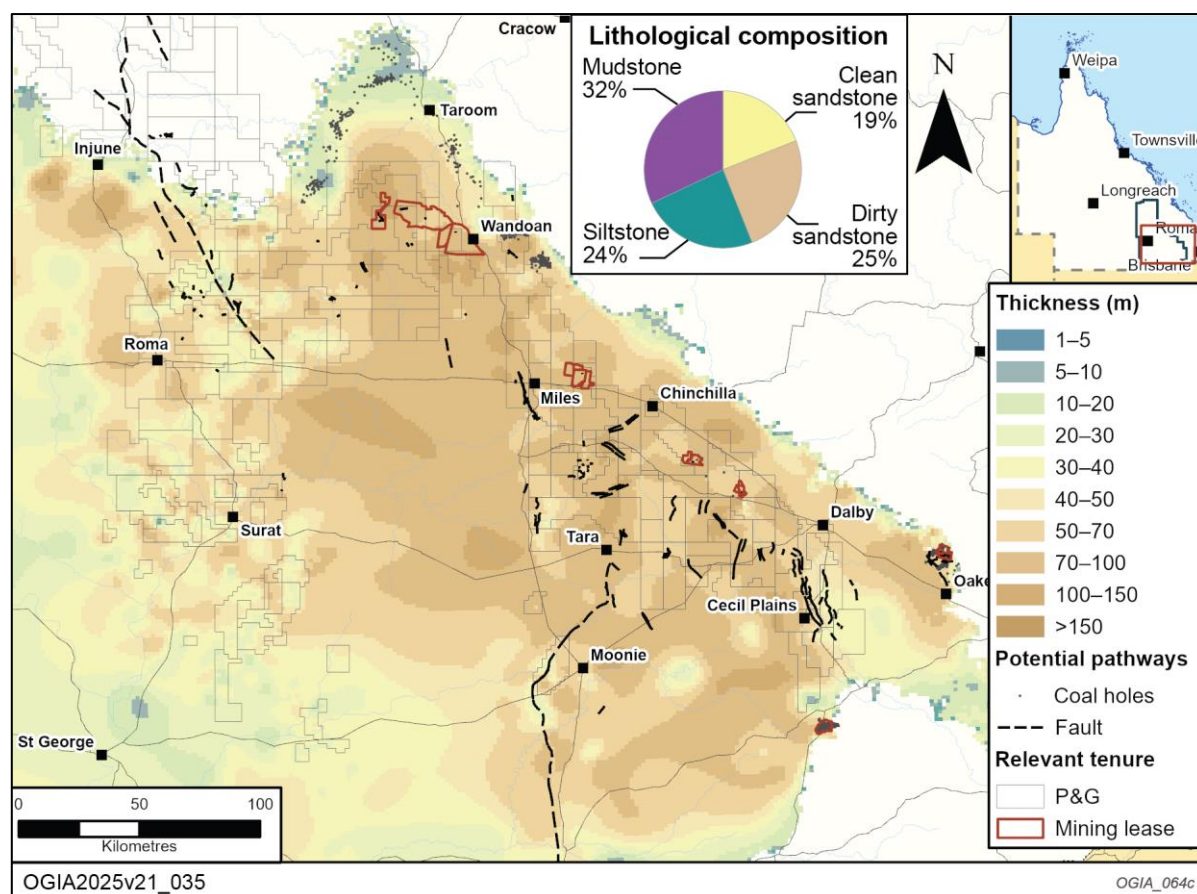 Cracow
Taroom
Injune
Wandoan
Roma
Miles
Chinchilla
Surat
Tara
Dalby
Oake
Cecil Plains
Moonie
St George
0 50 100
Kilometres
Lithological composition
Mudstone
32%
Clean
sandstone
19%
Siltstone
24%
Dirty
sandstone
25%
N
Weipa
Townsville
Longreach
Roma
Brisbane
Thickness (m)
1–5
5–10
10–20
20–30
30–40
40–50
50–70
70–100
100–150
>150
Potential pathways
Coal holes
Fault
Relevant tenure
P&G
Mining lease
OGIA2025v21_035
OGIA_064c